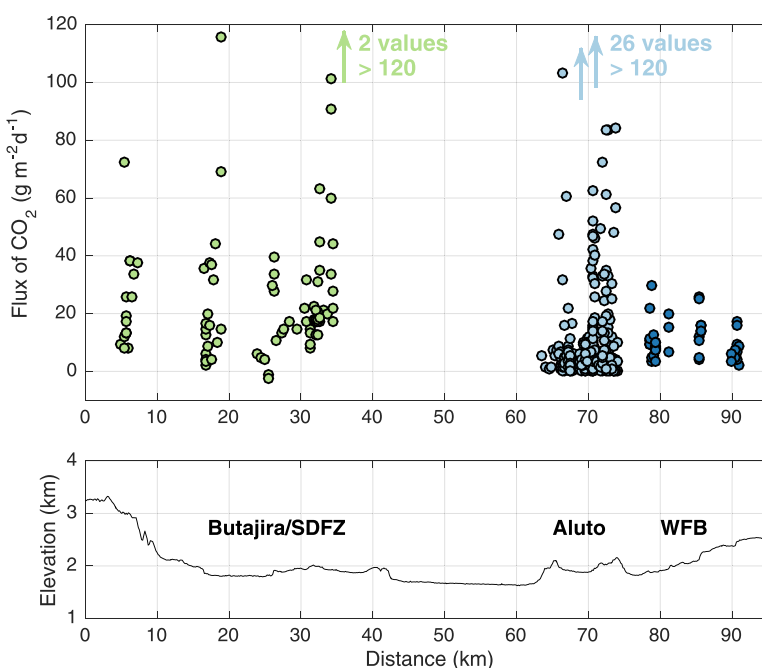 120
100
80
60
40
20
0
Flux of CO2 (g m-2d-1)
2 values
> 120
26 values
> 120
0 10 20 30 40 50 60 70 80 90
4
3
2
1
Elevation (km)
Butajira/SDFZ Aluto WFB
0 10 20 30 40 50 60 70 80 90
Distance (km)